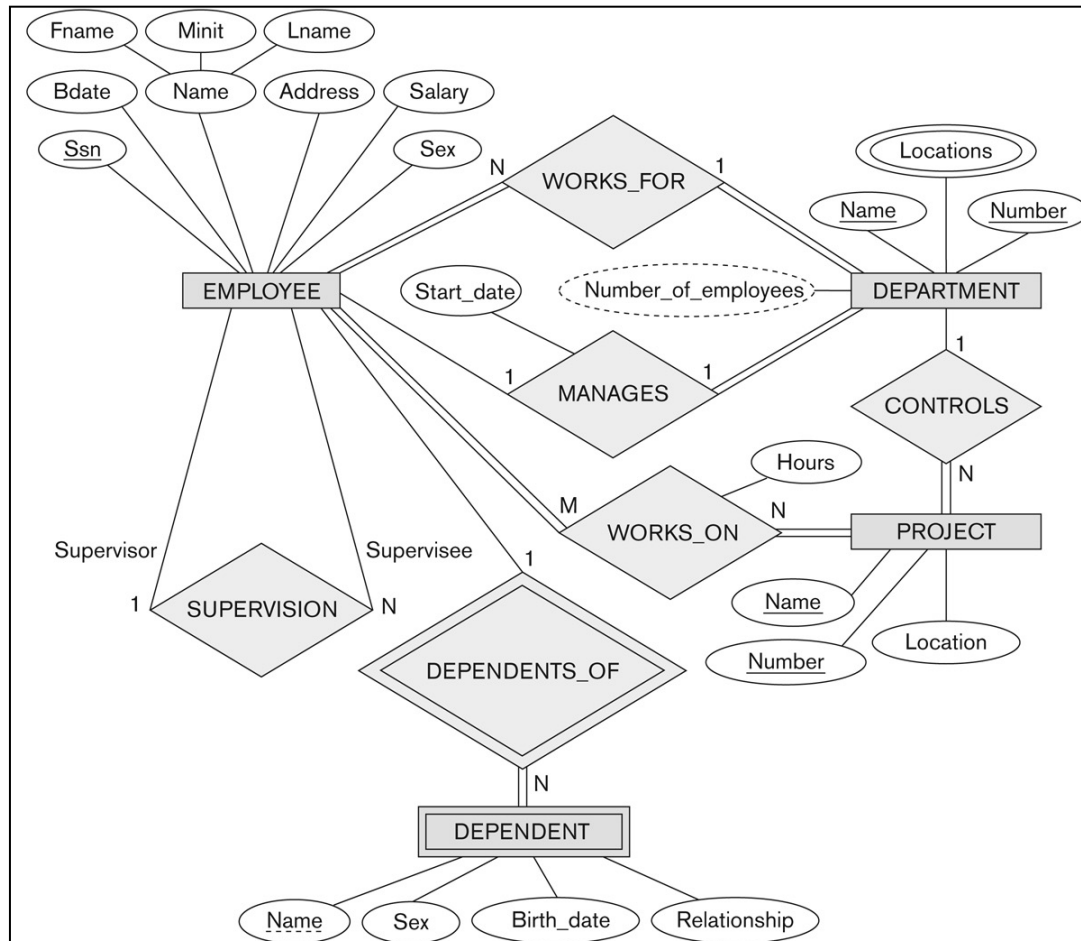 Fname
Minit
Lname
Bdate
Name
Address
Salary
Ssn
Sex
WORKS_FOR
N
1
Locations
Name
Number
EMPLOYEE
Start_date
Number_of_employees
DEPARTMENT
MANAGES
1
1
1
CONTROLS
N
Hours
M
WORKS_ON
N
PROJECT
Supervisor
Supervisee
1
SUPERVISION
N
1
Name
Number
Location
DEPENDENTS_OF
N
DEPENDENT
Name
Sex
Birth_date
Relationship